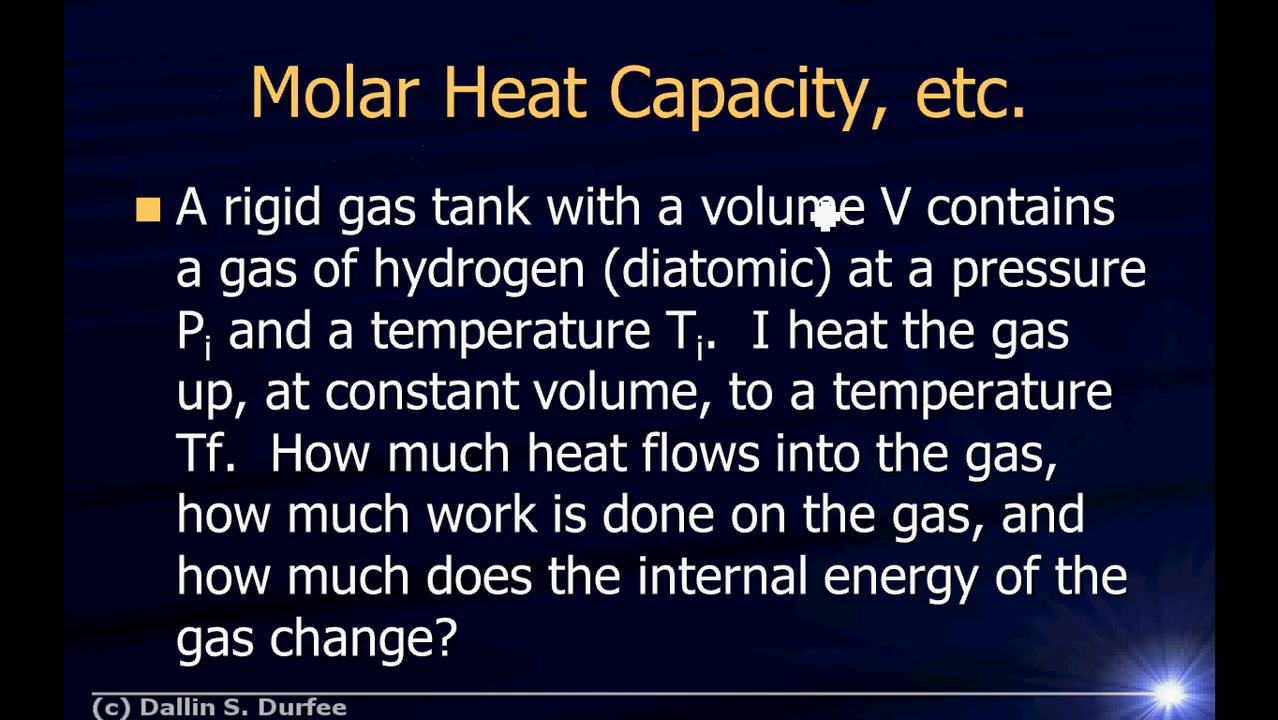 Molar Heat Capacity, etc.
A rigid gas tank with a volume V contains
a gas of hydrogen (diatomic) at a pressure
Pᵢ and a temperature Tᵢ. I heat the gas
up, at constant volume, to a temperature
Tf. How much heat flows into the gas,
how much work is done on the gas, and
how much does the internal energy of the
gas change?
(c) Dallin S. Durfee